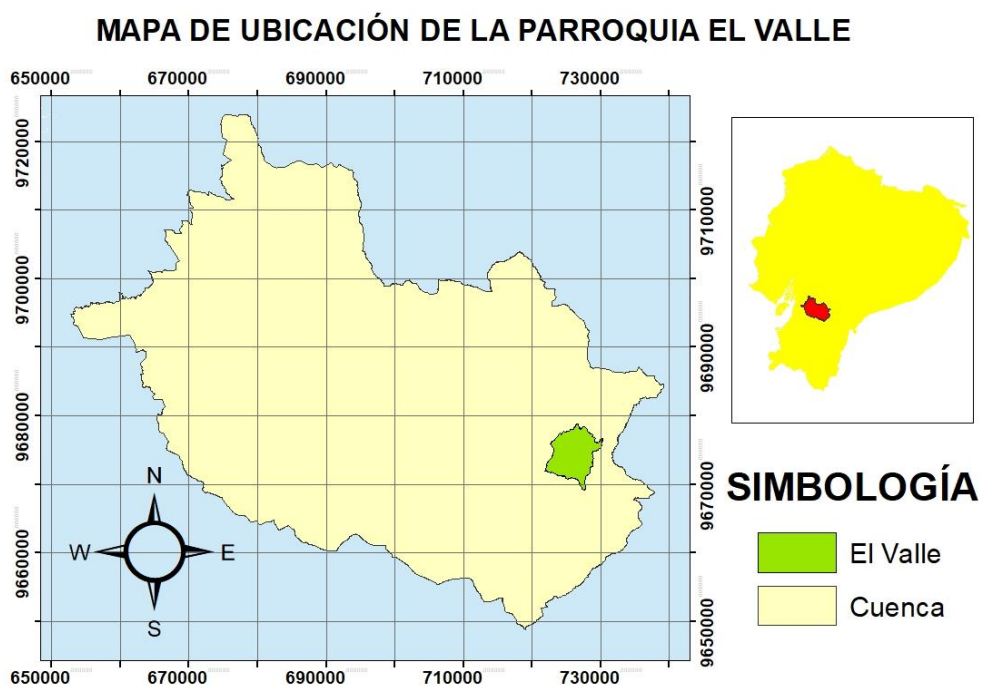 MAPA DE UBICACIÓN DE LA PARROQUIA EL VALLE
650000 670000 690000 710000 730000
9720000
9700000
9680000
9660000
9710000
9690000
9670000
9650000
N
W E
S
SIMBOLOGÍA
El Valle
Cuenca
650000 670000 690000 710000 730000